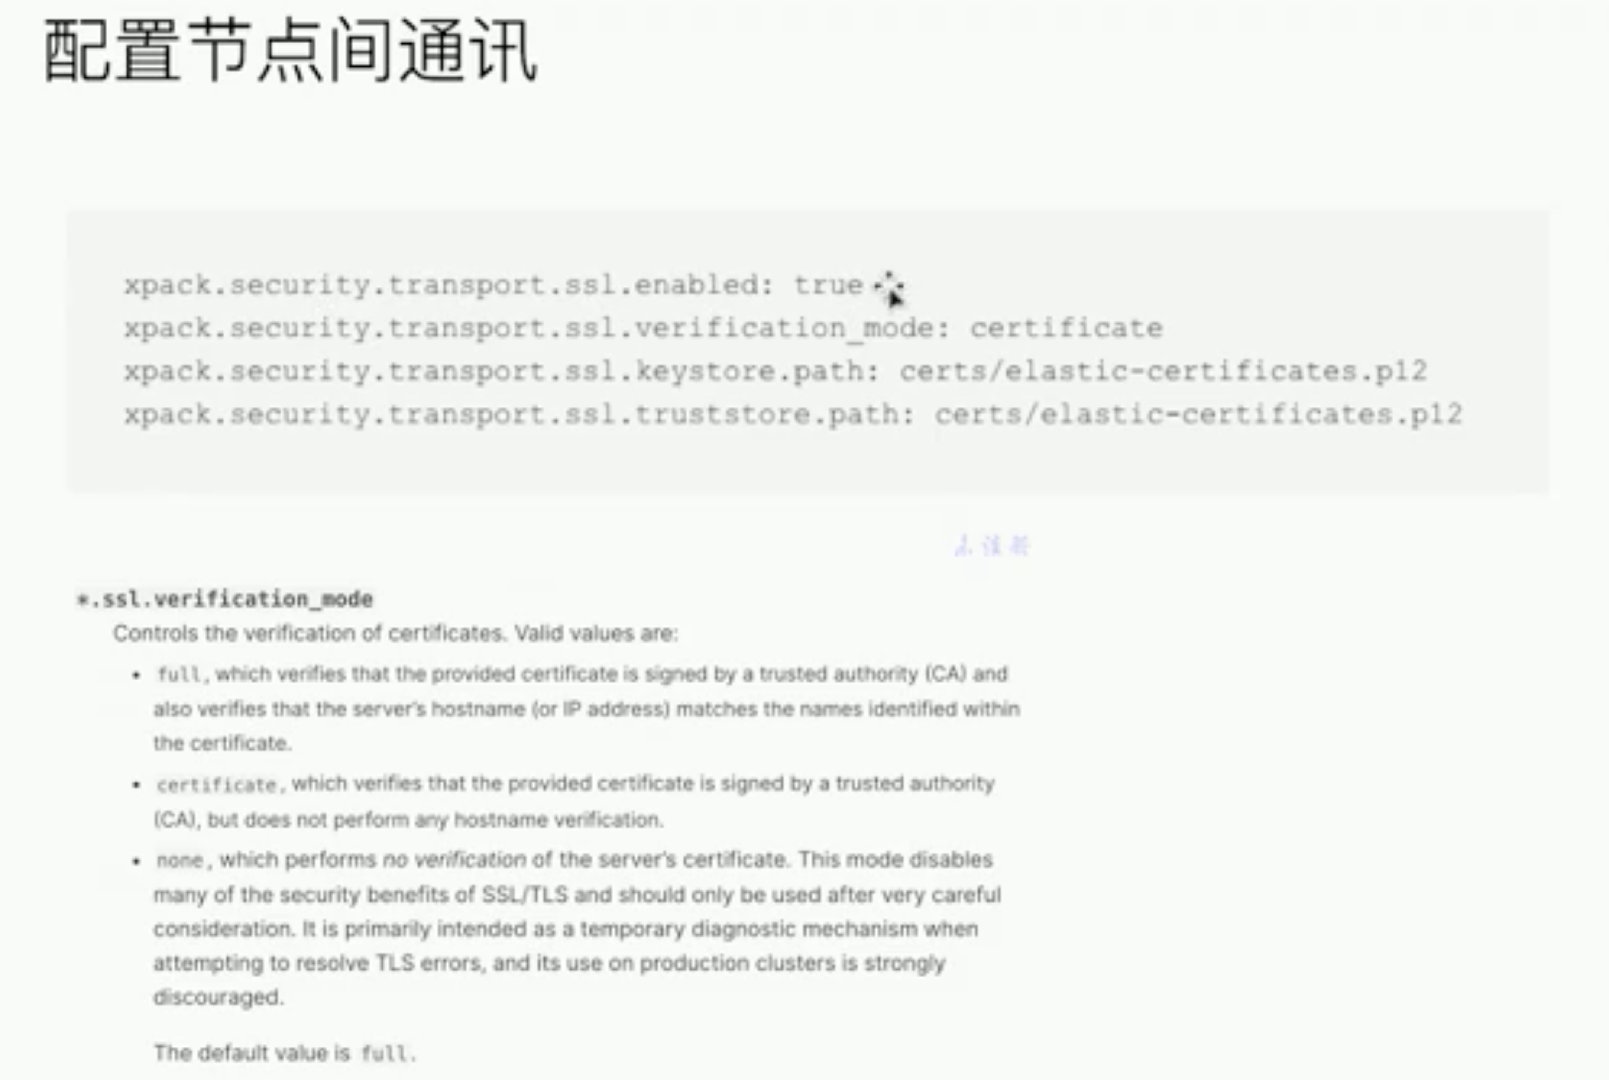 配置节点间通讯
xpack.security.transport.ssl.enabled: true
xpack.security.transport.ssl.verification_mode: certificate
xpack.security.transport.ssl.keystore.path: certs/elastic-certificates.p12
xpack.security.transport.ssl.truststore.path: certs/elastic-certificates.p12
*.ssl.verification_mode
Controls the verification of certificates. Valid values are:
• full, which verifies that the provided certificate is signed by a trusted authority (CA) and
also verifies that the server's hostname (or IP address) matches the names identified within
the certificate.
• certificate, which verifies that the provided certificate is signed by a trusted authority
(CA), but does not perform any hostname verification.
• none, which performs no verification of the server's certificate. This mode disables
many of the security benefits of SSL/TLS and should only be used after very careful
consideration. It is primarily intended as a temporary diagnostic mechanism when
attempting to resolve TLS errors, and its use on production clusters is strongly
discouraged.
The default value is full.